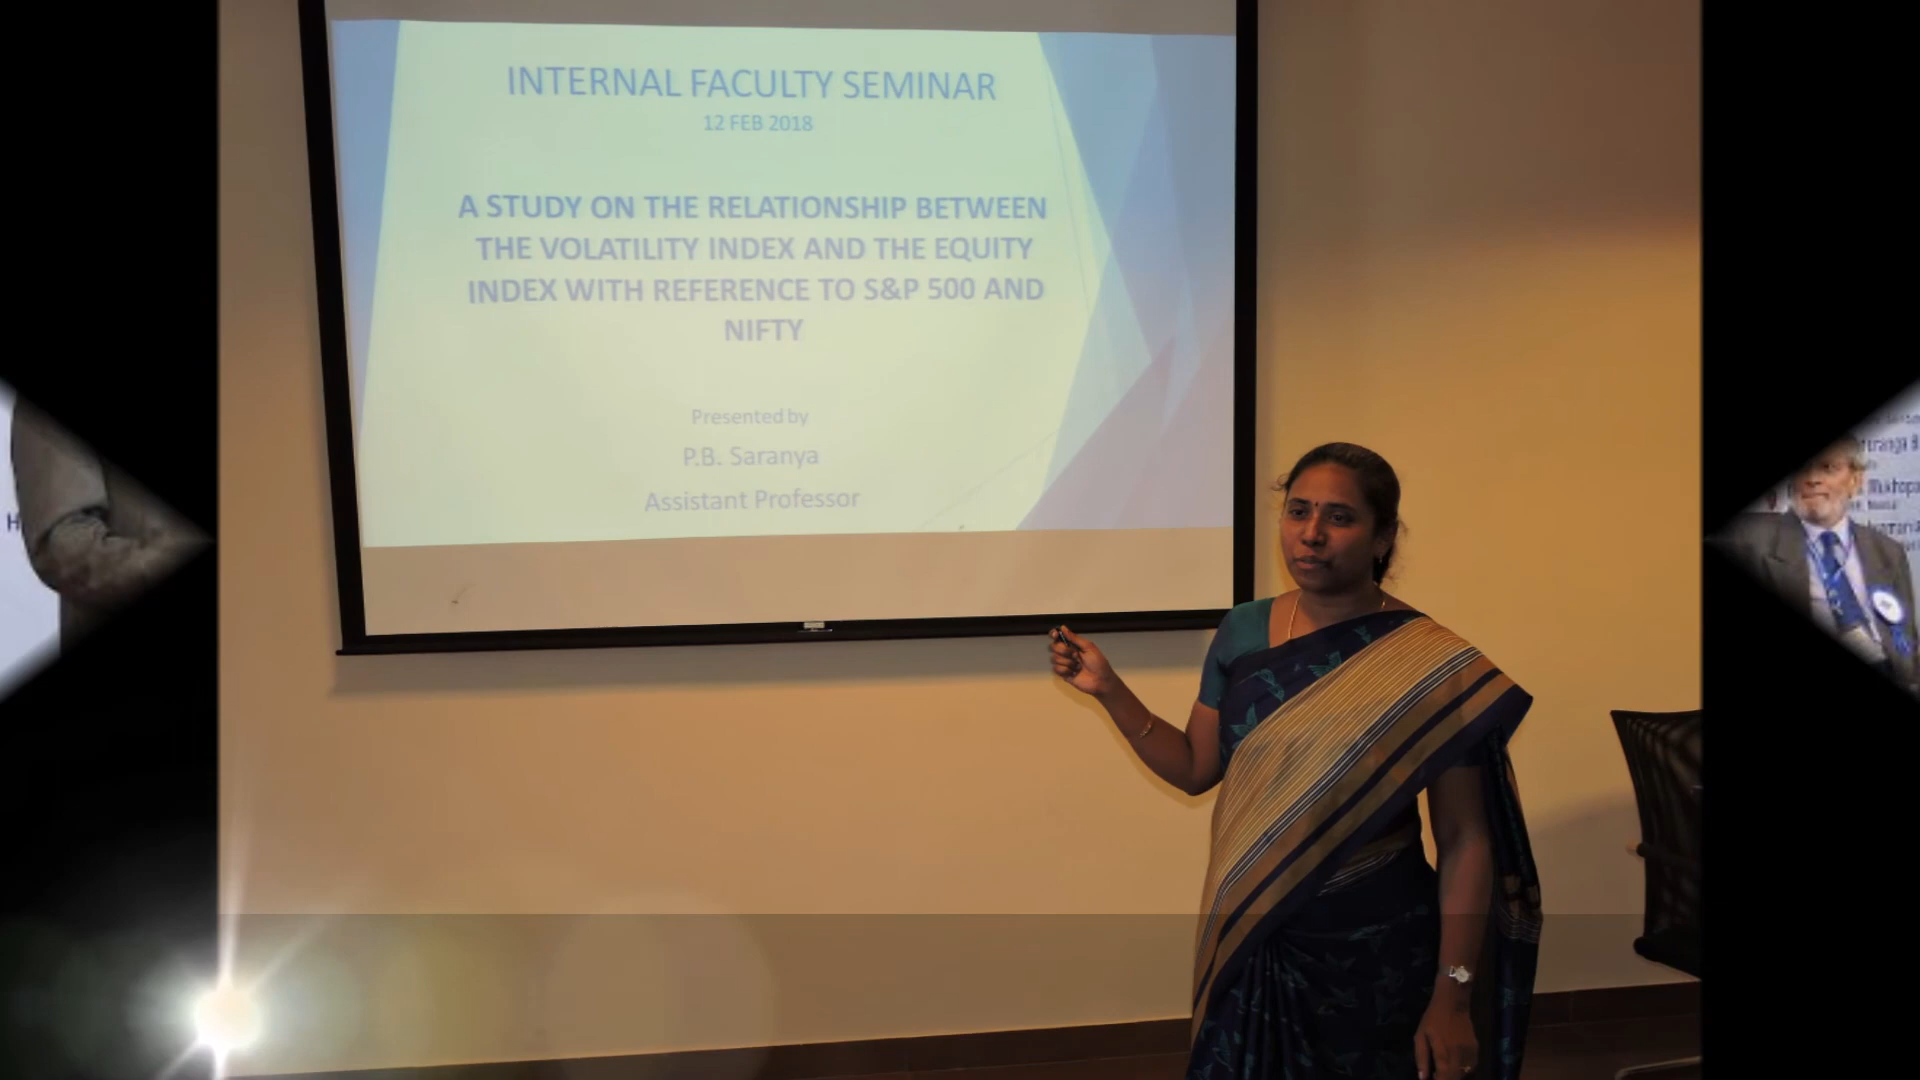 INTERNAL FACULTY SEMINAR
12 FEB 2018
A STUDY ON THE RELATIONSHIP BETWEEN
THE VOLATILITY INDEX AND THE EQUITY
INDEX WITH REFERENCE TO S&P 500 AND
NIFTY
Presented by
P.B. Saranya
Assistant Professor